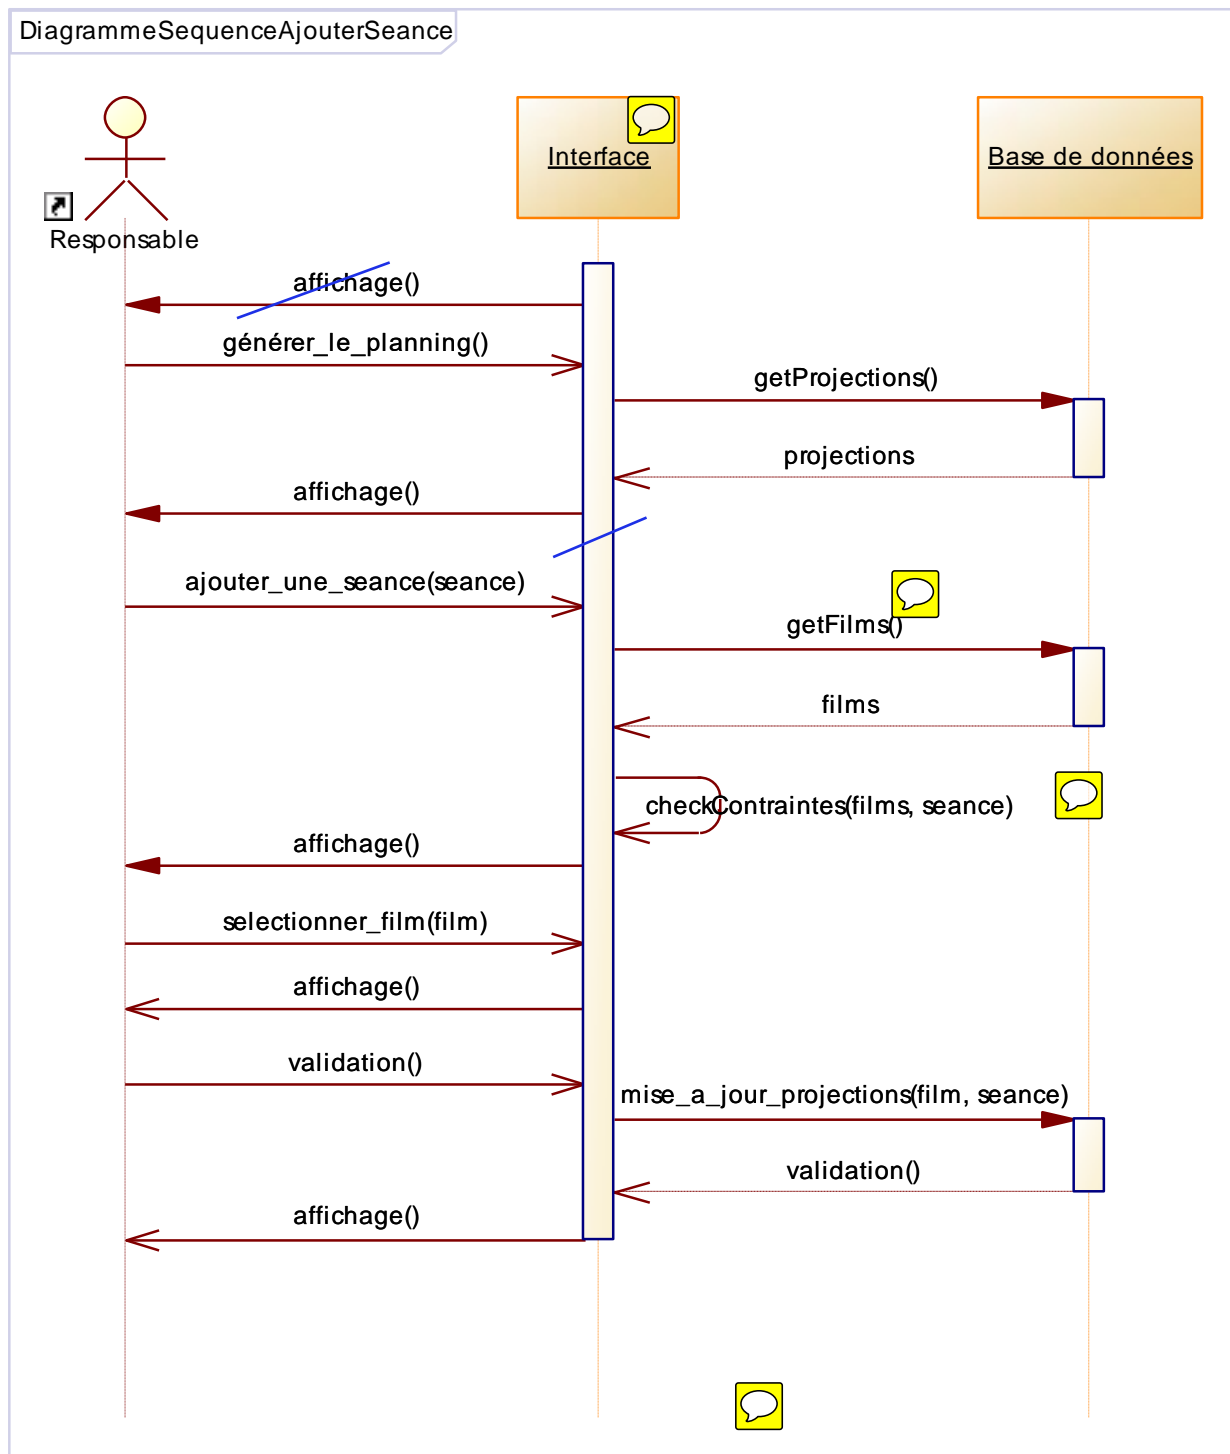 DiagrammeSequenceAjouterSeance
Interface
Base de données
Responsable
affichage()
générer_le_planning()
getProjections()
projections
affichage()
ajouter_une_seance(seance)
getFilms()
films
checkContraintes(films, seance)
affichage()
selectionner_film(film)
affichage()
validation()
mise_a_jour_projections(film, seance)
validation()
affichage()